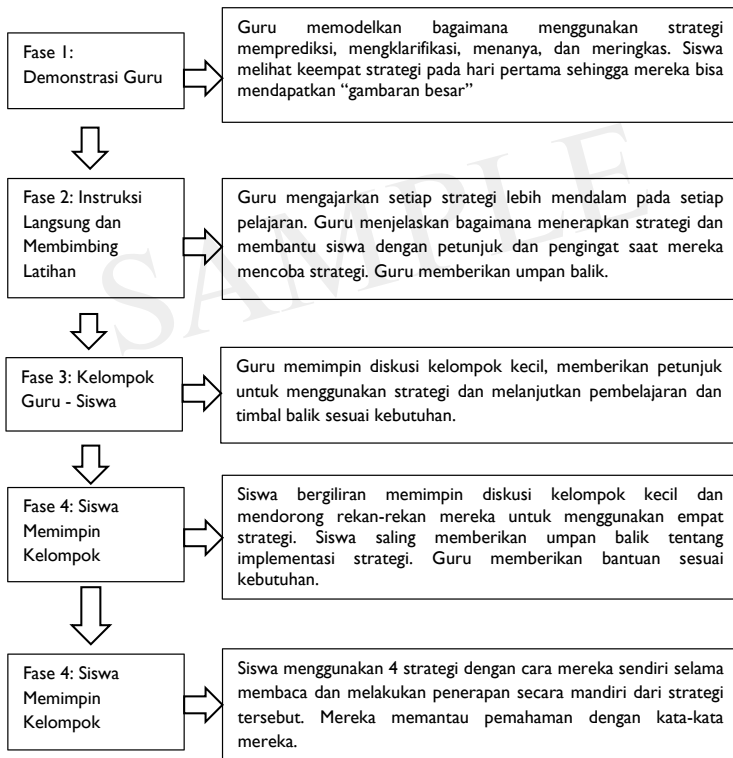 Fase 1:
Demonstrasi Guru
Guru memodelkan bagaimana menggunakan strategi
memprediksi, mengklarifikasi, menanya, dan meringkas. Siswa
melihat keempat strategi pada hari pertama sehingga mereka bisa
mendapatkan “gambaran besar”
Fase 2: Instruksi
Langsung dan
Membimbing
Latihan
Guru mengajarkan setiap strategi lebih mendalam pada setiap
pelajaran. Guru menjelaskan bagaimana menerapkan strategi dan
membantu siswa dengan petunjuk dan pengingat saat mereka
mencoba strategi. Guru memberikan umpan balik.
Fase 3: Kelompok
Guru - Siswa
Guru memimpin diskusi kelompok kecil, memberikan petunjuk
untuk menggunakan strategi dan melanjutkan pembelajaran dan
timbal balik sesuai kebutuhan.
Fase 4: Siswa
Memimpin
Kelompok
Siswa bergiliran memimpin diskusi kelompok kecil dan
mendorong rekan-rekan mereka untuk menggunakan empat
strategi. Siswa saling memberikan umpan balik tentang
implementasi strategi. Guru memberikan bantuan sesuai
kebutuhan.
Fase 4: Siswa
Memimpin
Kelompok
Siswa menggunakan 4 strategi dengan cara mereka sendiri selama
membaca dan melakukan penerapan secara mandiri dari strategi
tersebut. Mereka memantau pemahaman dengan kata-kata
mereka.
SAMPLE